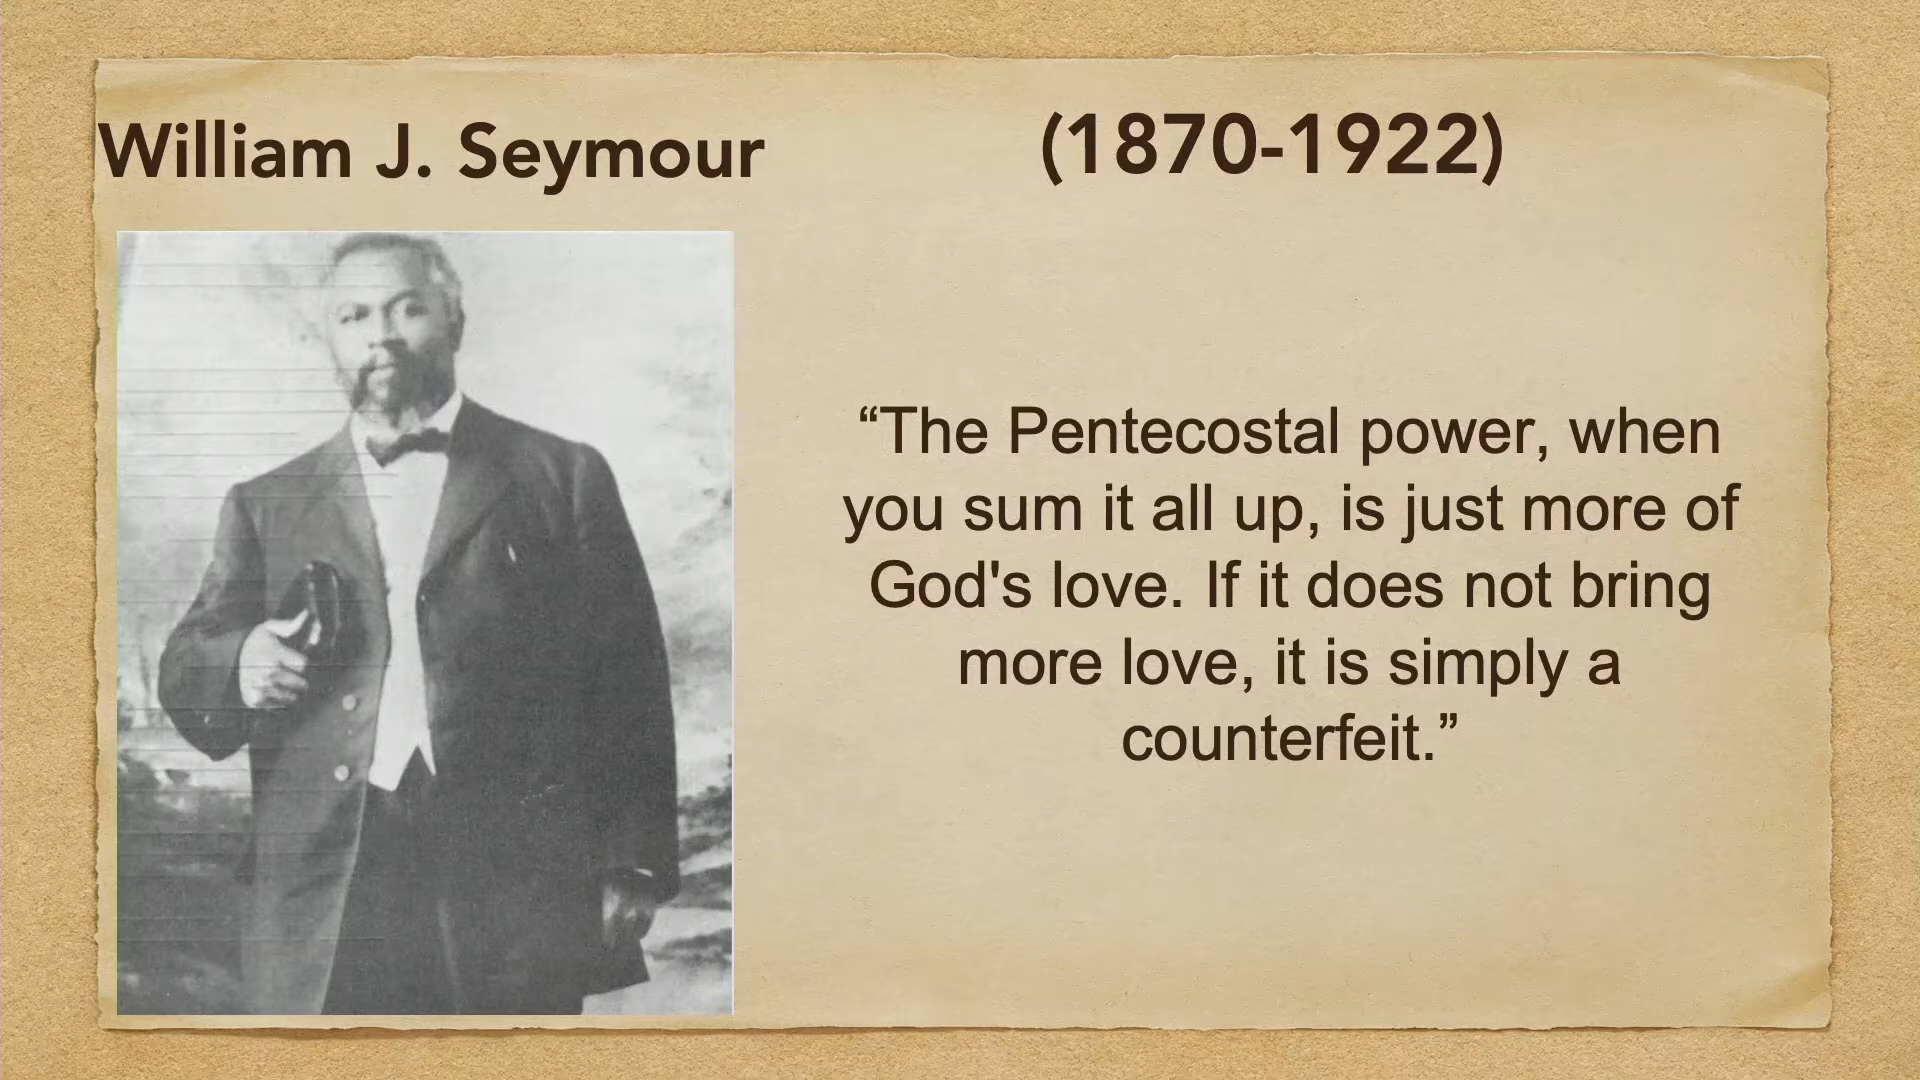 William J. Seymour
(1870-1922)
“The Pentecostal power, when
you sum it all up, is just more of
God's love. If it does not bring
more love, it is simply a
counterfeit.”